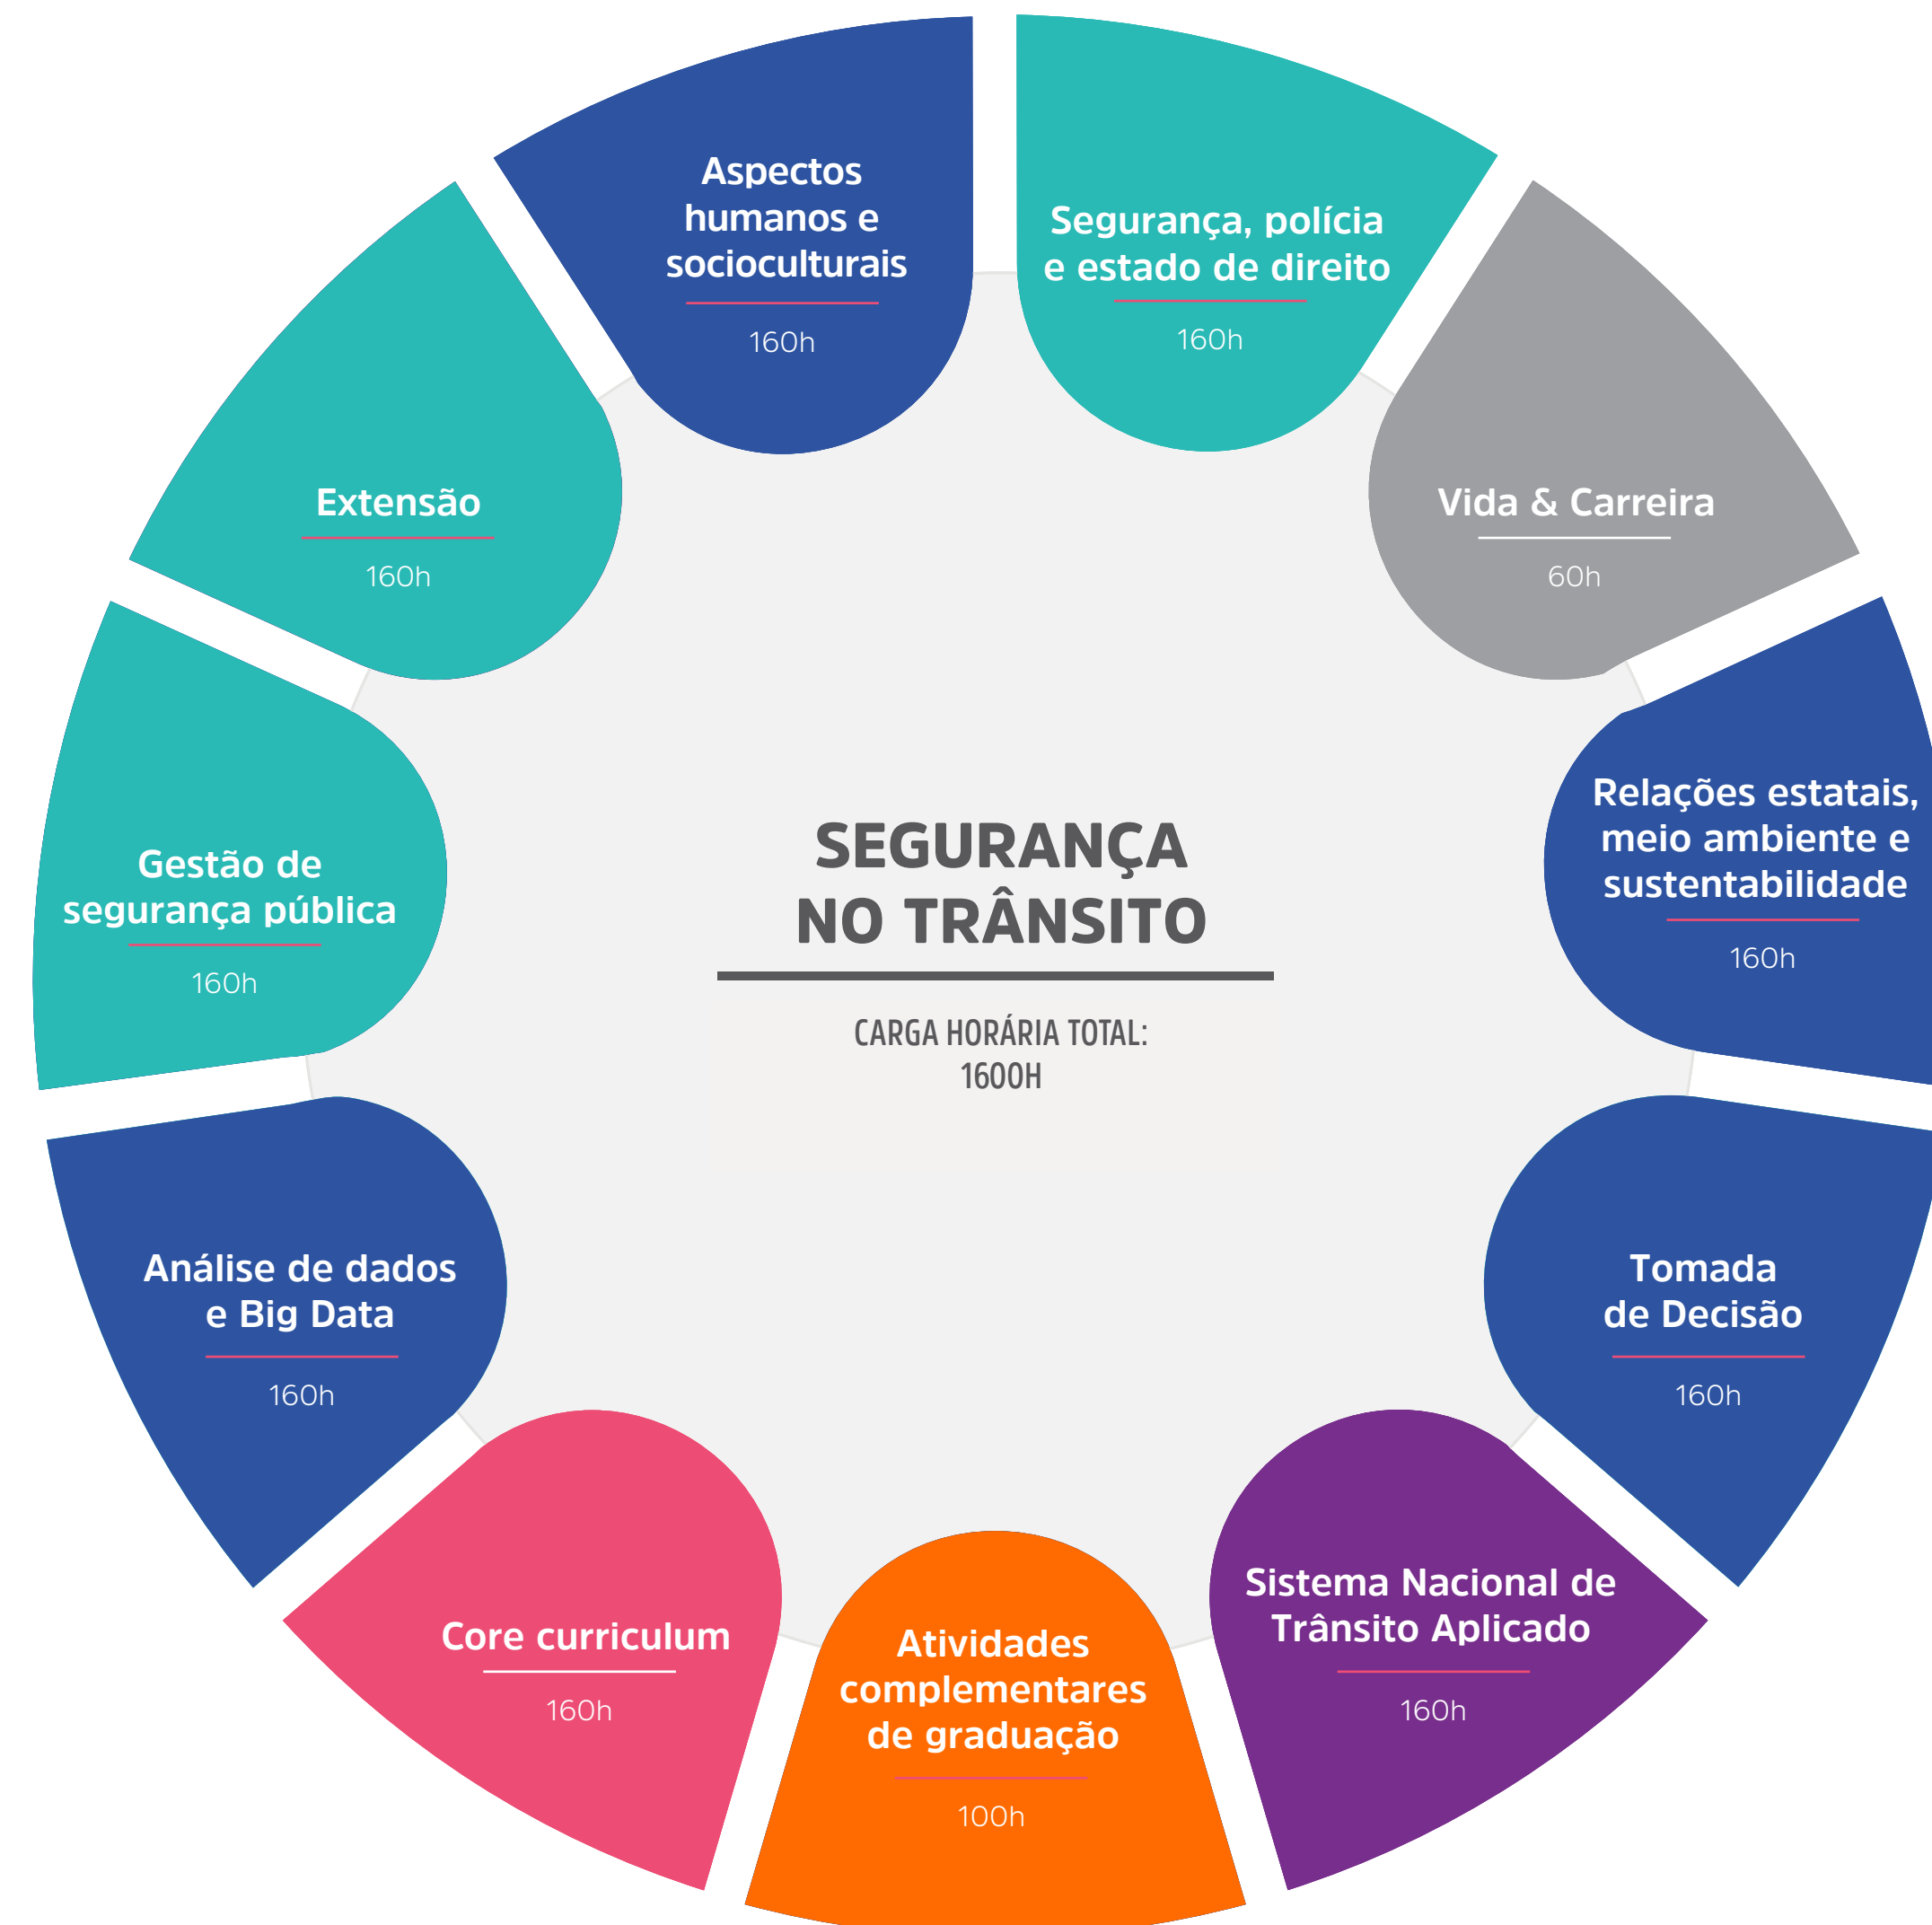 Aspectos
humanos e
socioculturais
160h
Segurança, polícia
e estado de direito
160h
Vida & Carreira
60h
Relações estatais,
meio ambiente e
sustentabilidade
160h
Tomada
de Decisão
160h
Sistema Nacional de
Trânsito Aplicado
160h
Atividades
complementares
de graduação
100h
Core curriculum
160h
Análise de dados
e Big Data
160h
Gestão de
segurança pública
160h
Extensão
160h
SEGURANÇA
NO TRÂNSITO
CARGA HORÁRIA TOTAL:
1600H